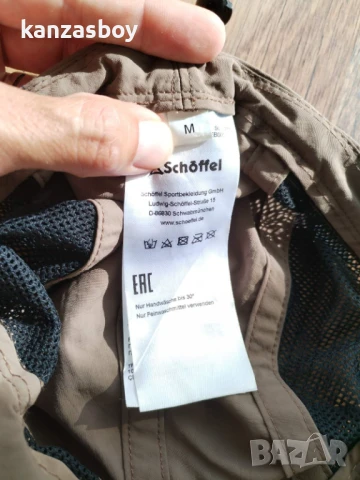 kanzasboy
M
Schöffel
Schöffel Sportbekleidung GmbH
Ludwig-Schöffel-Straße 15
D-86830 Schwabmünchen
www.schoeffel.de
EAC
Nur Handwäsche bis 30°
Nur Feinwaschmittel verwenden
BAZAR
bg